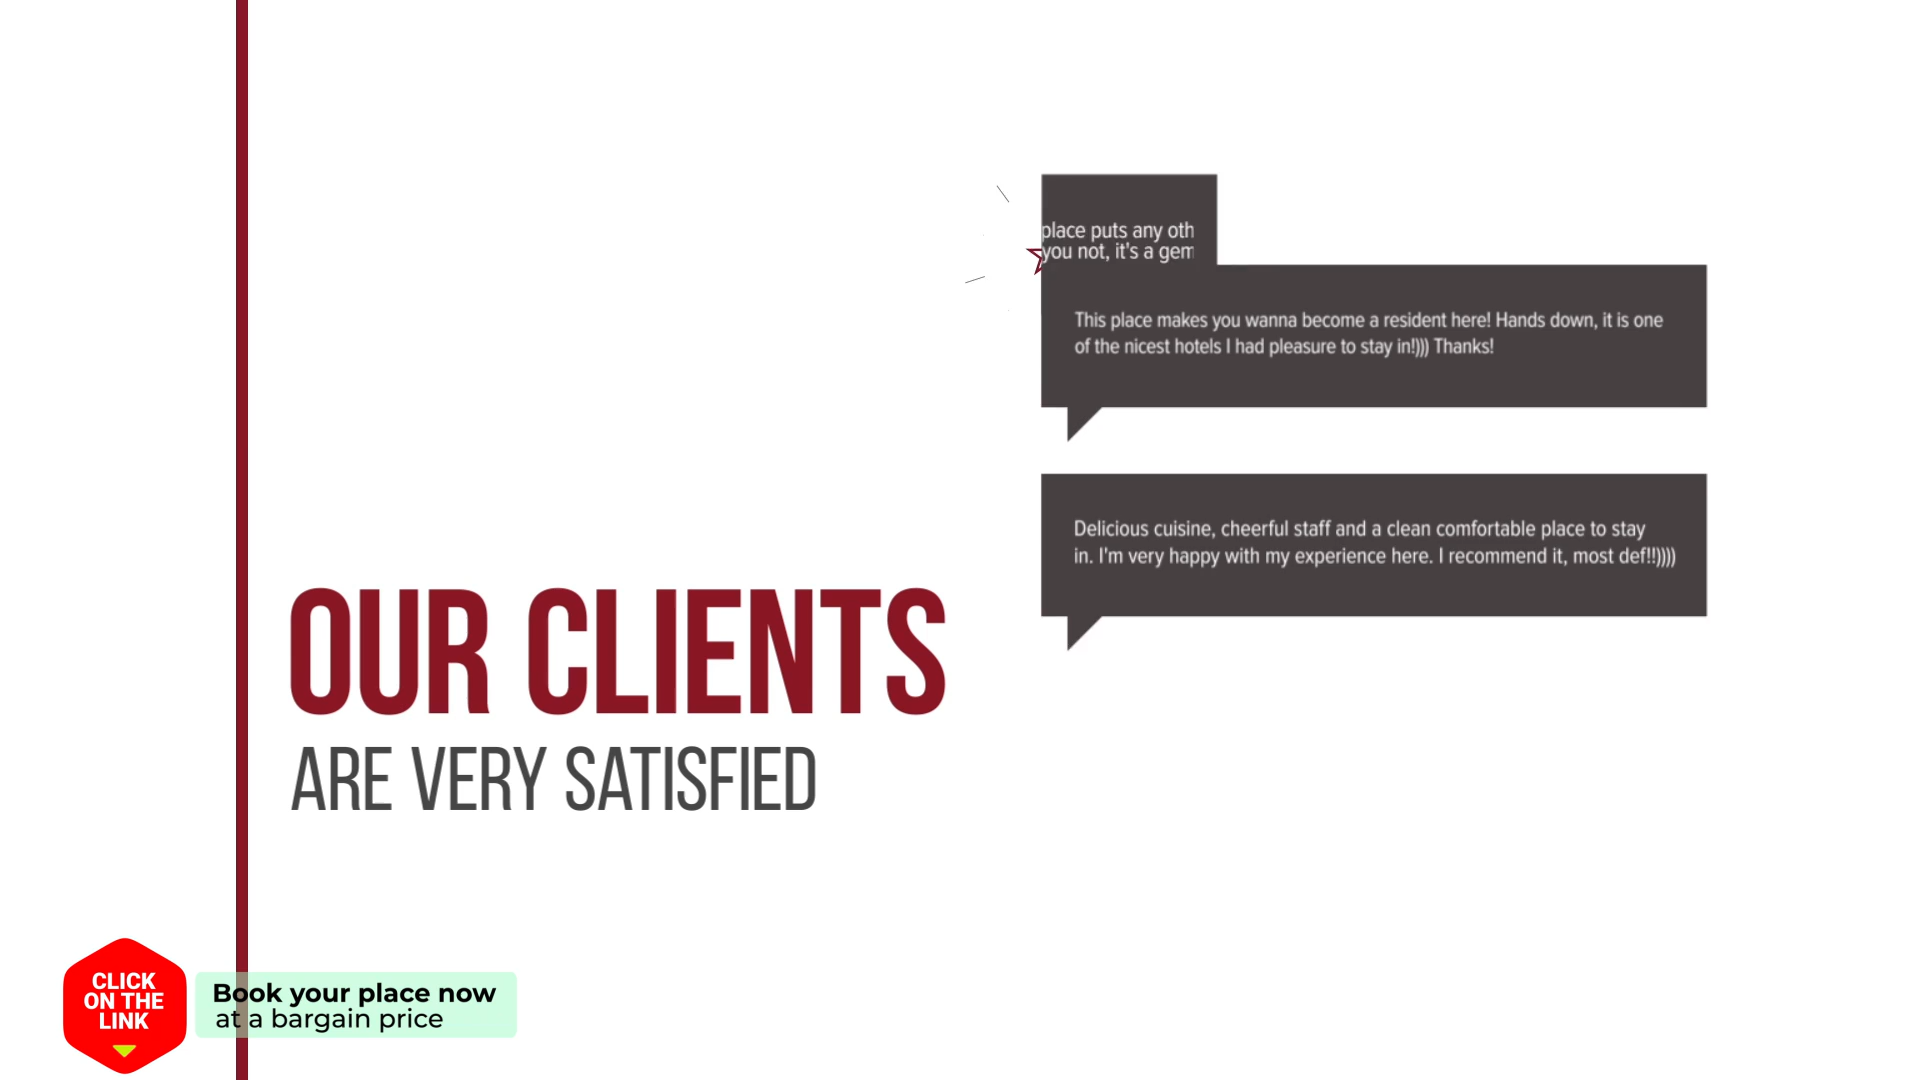 place puts any oth
you not, it's a gem
This place makes you wanna become a resident here! Hands down, it is one
of the nicest hotels I had pleasure to stay in!))) Thanks!
Delicious cuisine, cheerful staff and a clean comfortable place to stay
in. I'm very happy with my experience here. I recommend it, most def!!))))
OUR CLIENTS
ARE VERY SATISFIED
CLICK
ON THE
LINK
Book your place now
at a bargain price